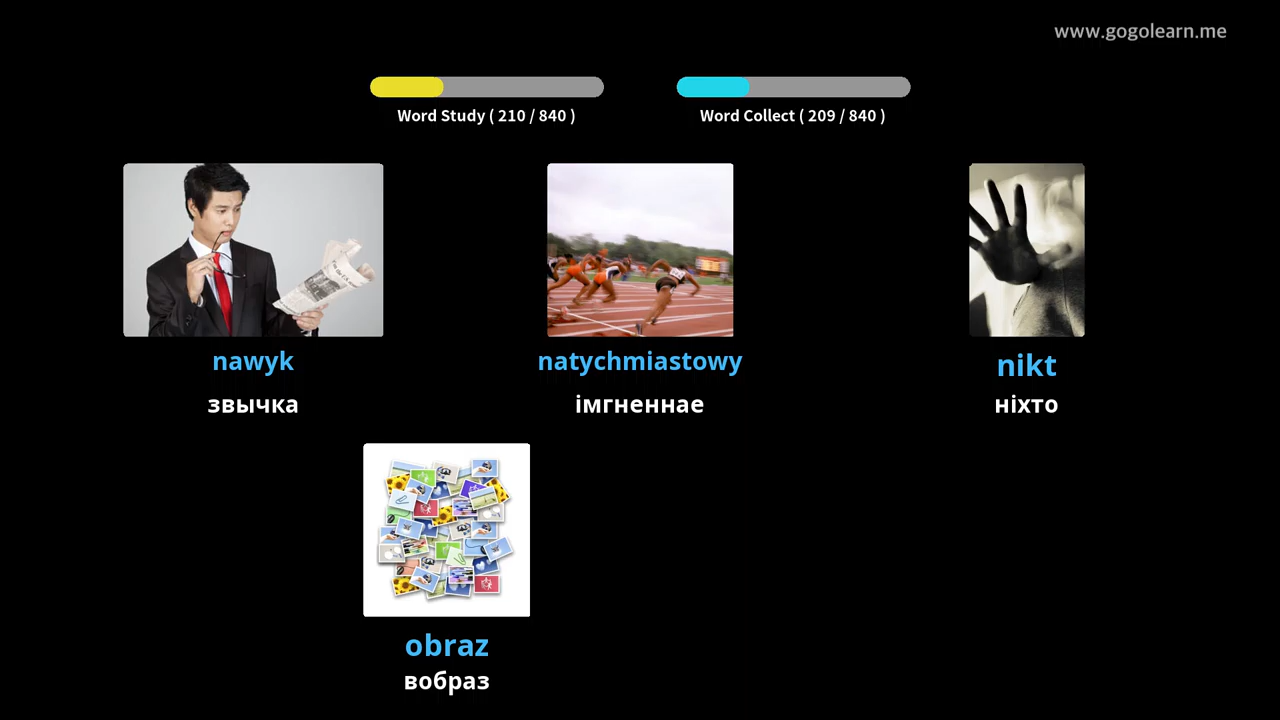 www.gogolearn.me
Word Study ( 210 / 840 )
Word Collect ( 209 / 840 )
nawyk
звычка
natychmiastowy
імгненнае
nikt
ніхто
obraz
вобраз